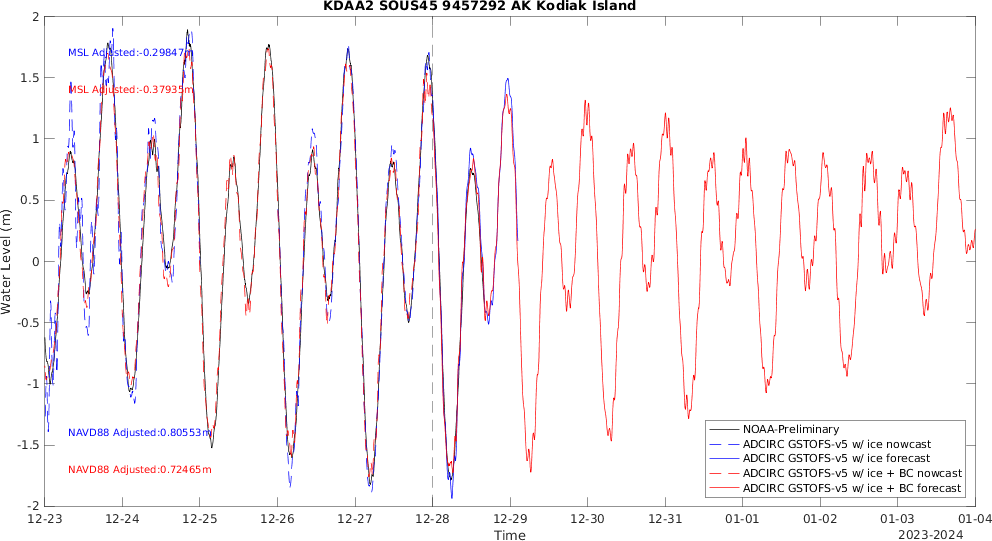 KDAA2 SOUS45 9457292 AK Kodiak Island
2
1.5
1
0.5
0
-0.5
-1
-1.5
-2
Water Level (m)
MSL Adjusted:-0.29847m
MSL Adjusted:-0.37935m
NAVD88 Adjusted:0.80553m
NAVD88 Adjusted:0.72465m
NOAA-Preliminary
ADCIRC GSTOFS-v5 w/ ice nowcast
ADCIRC GSTOFS-v5 w/ ice forecast
ADCIRC GSTOFS-v5 w/ ice + BC nowcast
ADCIRC GSTOFS-v5 w/ ice + BC forecast
12-23 12-24 12-25 12-26 12-27 12-28 12-29 12-30 12-31 01-01 01-02 01-03 01-04
Time
2023-2024